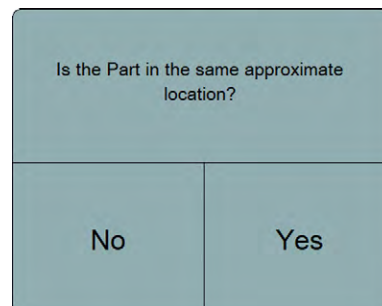 Is the Part in the same approximate
location?
No
Yes